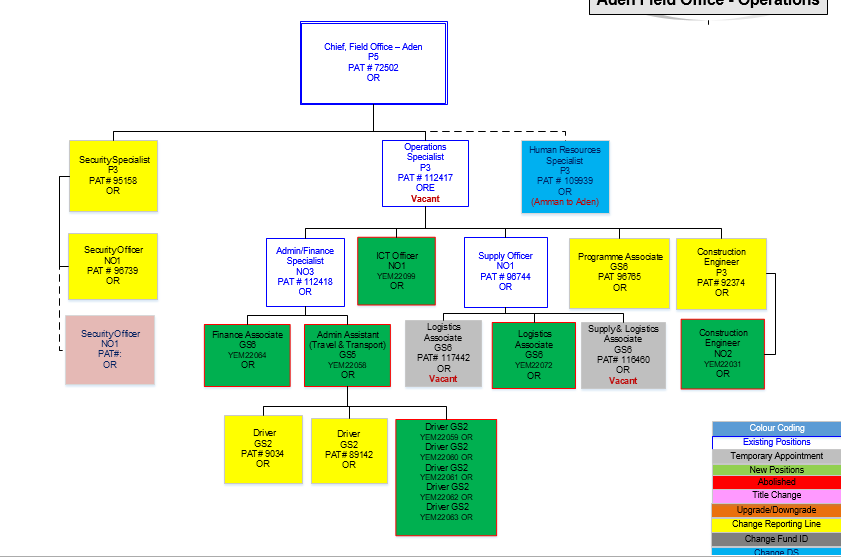 Aden Field Office - Operations
Chief, Field Office – Aden
P5
PAT # 72502
OR
SecuritySpecialist
P3
PAT# 95158
OR
Operations
Specialist
P3
PAT # 112417
ORE
Vacant
Human Resources
Specialist
P3
PAT # 109939
OR
(Amman to Aden)
SecurityOfficer
NO1
PAT # 96739
OR
Admin/Finance
Specialist
NO3
PAT # 112418
OR
ICT Officer
NO1
YEM22099
OR
Supply Officer
NO1
PAT # 96744
OR
Programme Associate
GS6
PAT 96765
OR
Construction
Engineer
P3
PAT# 92374
OR
SecurityOfficer
NO1
PAT#:
OR
Finance Associate
GS6
YEM22064
OR
Admin Assistant
(Travel & Transport)
GS5
YEM22058
OR
Logistics
Associate
GS6
PAT# 117442
OR
Vacant
Logistics
Associate
GS6
YEM22072
OR
Supply& Logistics
Associate
GS6
PAT# 116460
OR
Vacant
Construction
Engineer
NO2
YEM22031
OR
Driver
GS2
PAT# 9034
OR
Driver
GS2
PAT# 89142
OR
Driver GS2
YEM22059 OR
Driver GS2
YEM22060 OR
Driver GS2
YEM22061 OR
Driver GS2
YEM22062 OR
Driver GS2
YEM22063 OR
Colour Coding
Existing Positions
Temporary Appointment
New Positions
Abolished
Title Change
Upgrade/Downgrade
Change Reporting Line
Change Fund ID
Change DS